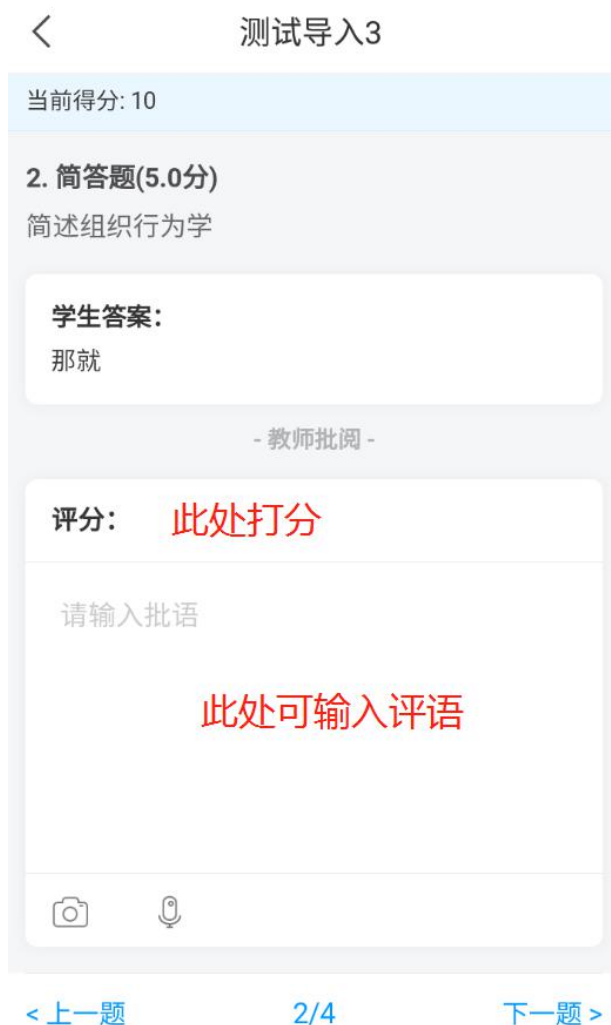 测试导入3
当前得分: 10
2. 简答题(5.0分)
简述组织行为学
学生答案：
那就
- 教师批阅 -
评分： 此处打分
请输入批语
此处可输入评语
< 上一题 2/4 下一题 >